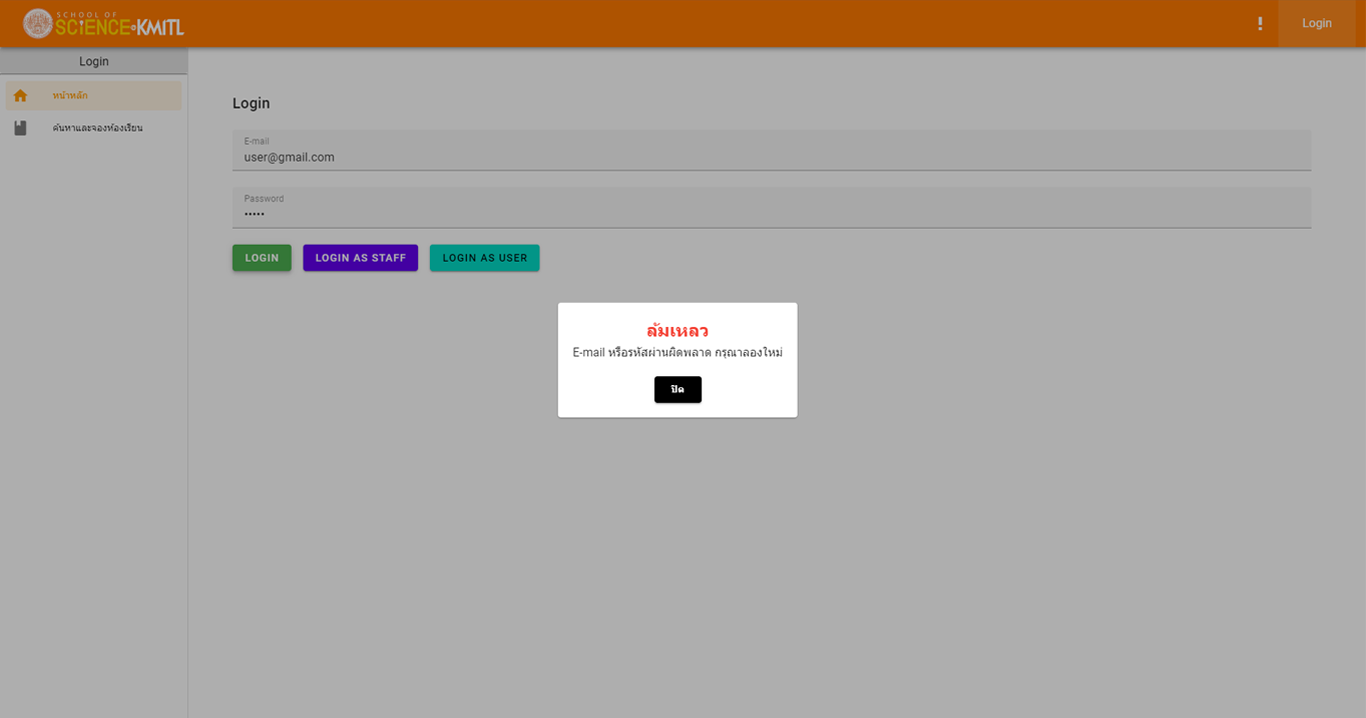 SCHOOL OF
SCIENCE KMITL
Login
Login
หน้าหลัก
ค้นหาและจองห้องเรียน
Login
E-mail
user@gmail.com
Password
•••••
LOGIN
LOGIN AS STAFF
LOGIN AS USER
ล้มเหลว
E-mail หรือรหัสผ่านผิดพลาด กรุณาลองใหม่
ปิด